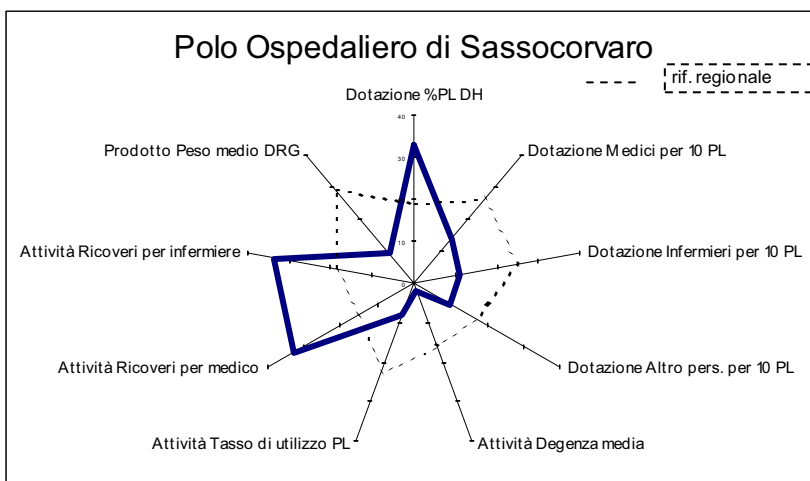 Polo Ospedaliero di Sassocorvaro
rif. regionale
Dotazione %PL DH
40
Prodotto Peso medio DRG
Dotazione Medici per 10 PL
30
Attività Ricoveri per infermiere
10
Dotazione Infermieri per 10 PL
0
Attività Ricoveri per medico
Dotazione Altro pers. per 10 PL
Attività Tasso di utilizzo PL
Attività Degenza media